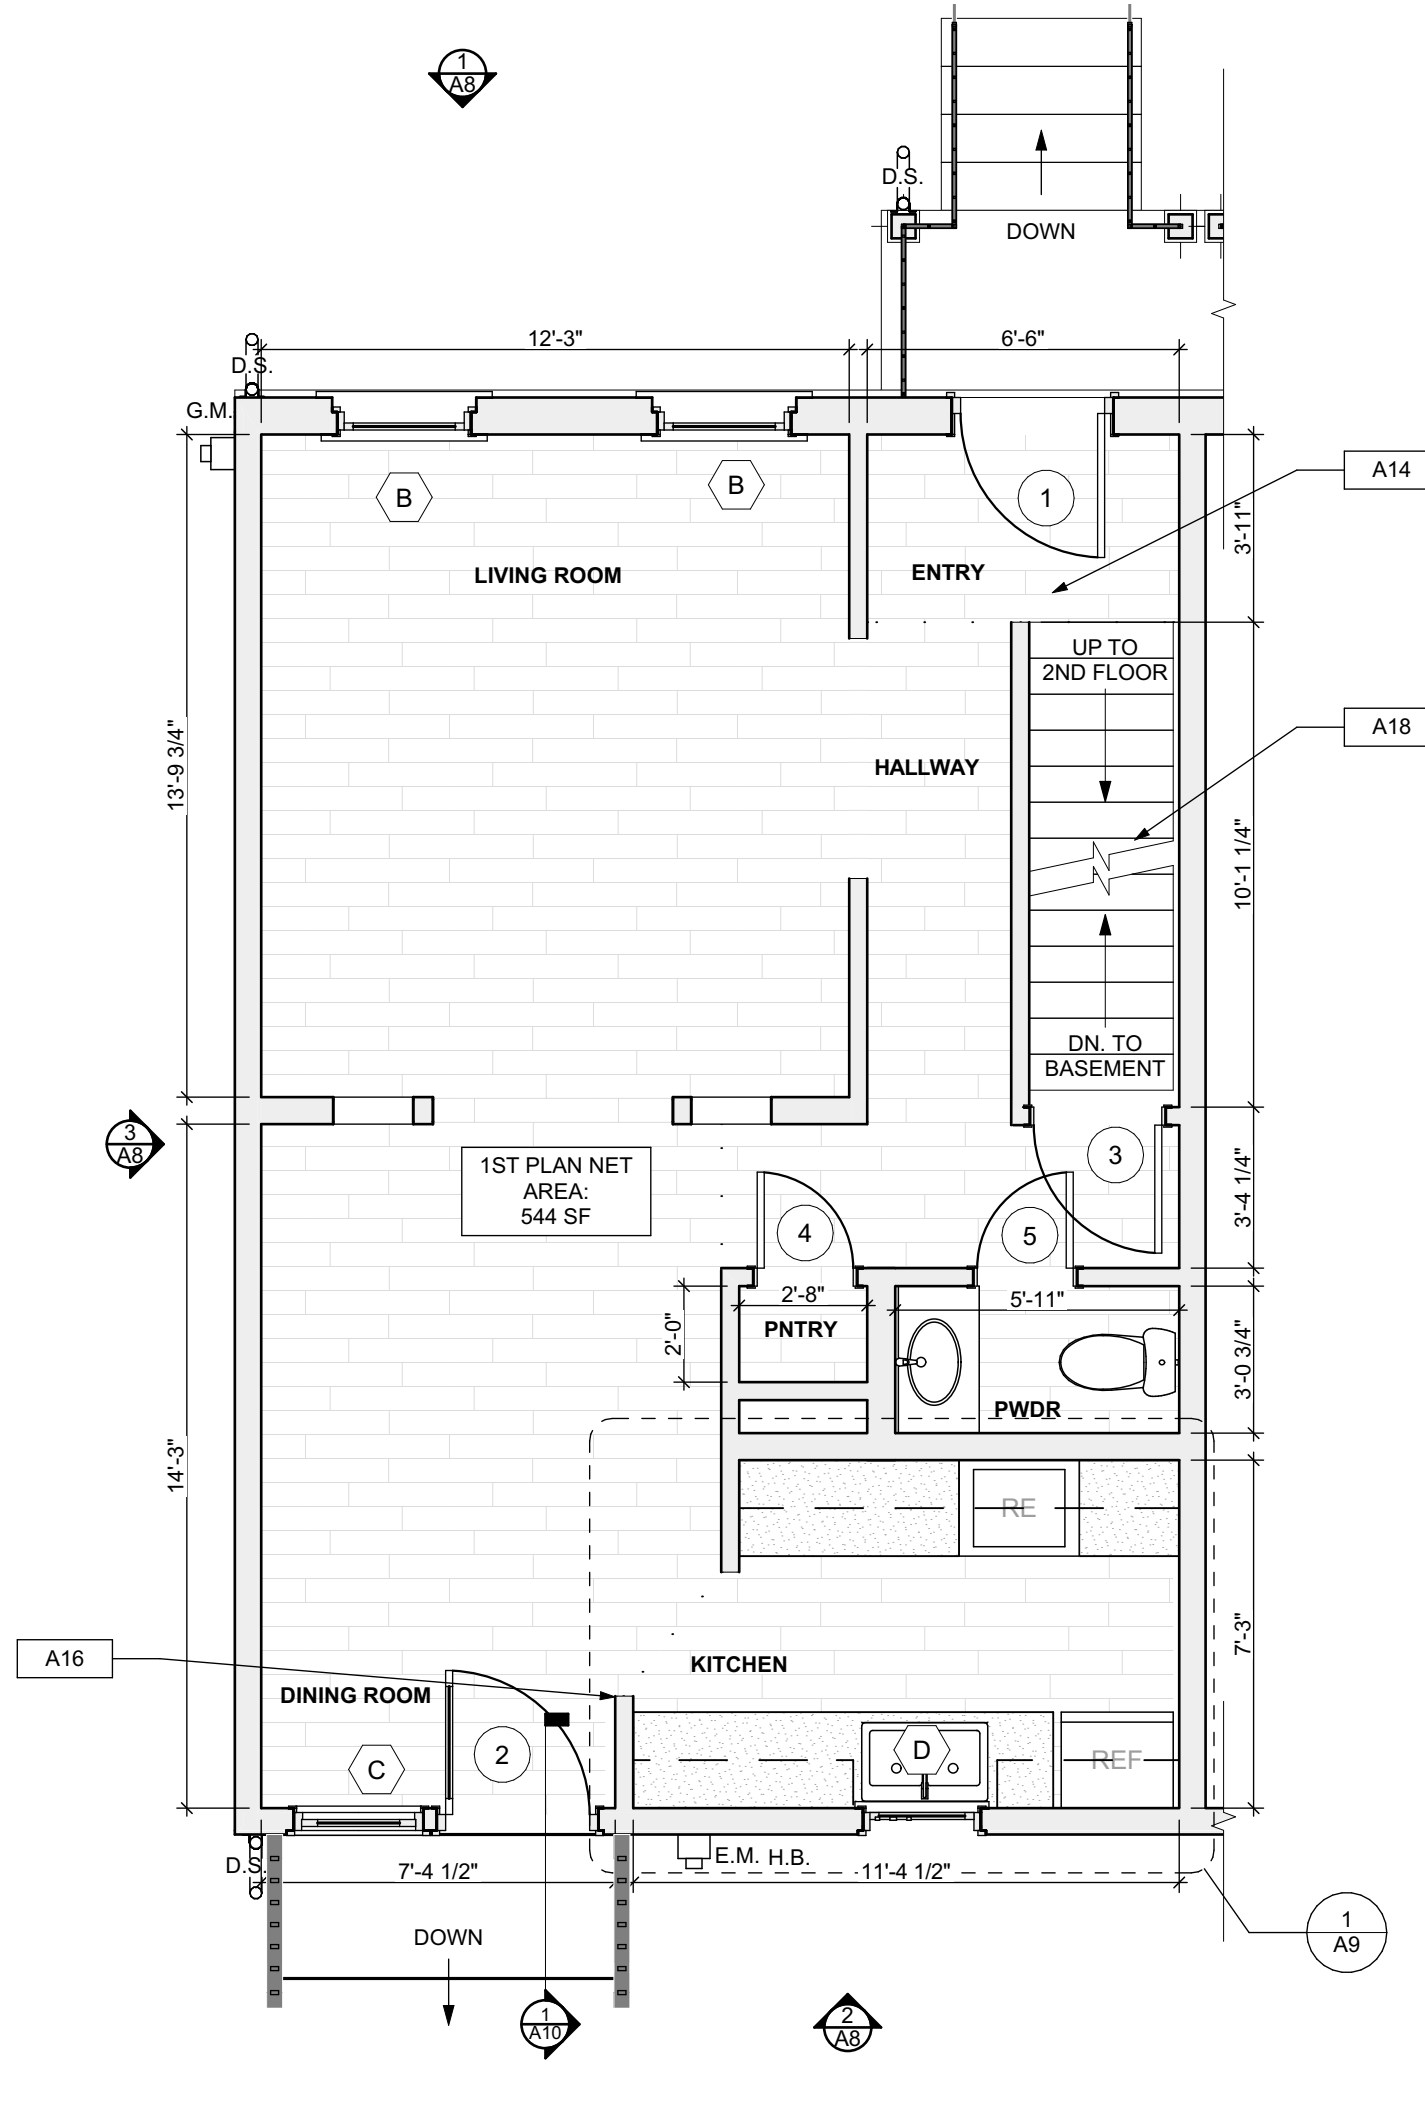 1
A8
D.S.
DOWN
12'-3"
6'-6"
D.S.
G.M.
A14
B
B
1
3'-11"
LIVING ROOM
ENTRY
UP TO
2ND FLOOR
A18
HALLWAY
13'-9 3/4"
10'-1 1/4"
DN. TO
BASEMENT
3
A8
1ST PLAN NET
AREA:
544 SF
3
3'-4 1/4"
4
5
2'-8"
5'-11"
2'-0"
PNTRY
3'-0 3/4"
PWDR
14'-3"
RE
7'-3"
A16
KITCHEN
DINING ROOM
2
C
D
REF
D.S.
7'-4 1/2"
E.M.
H.B.
11'-4 1/2"
DOWN
1
A9
1
A10
2
A8